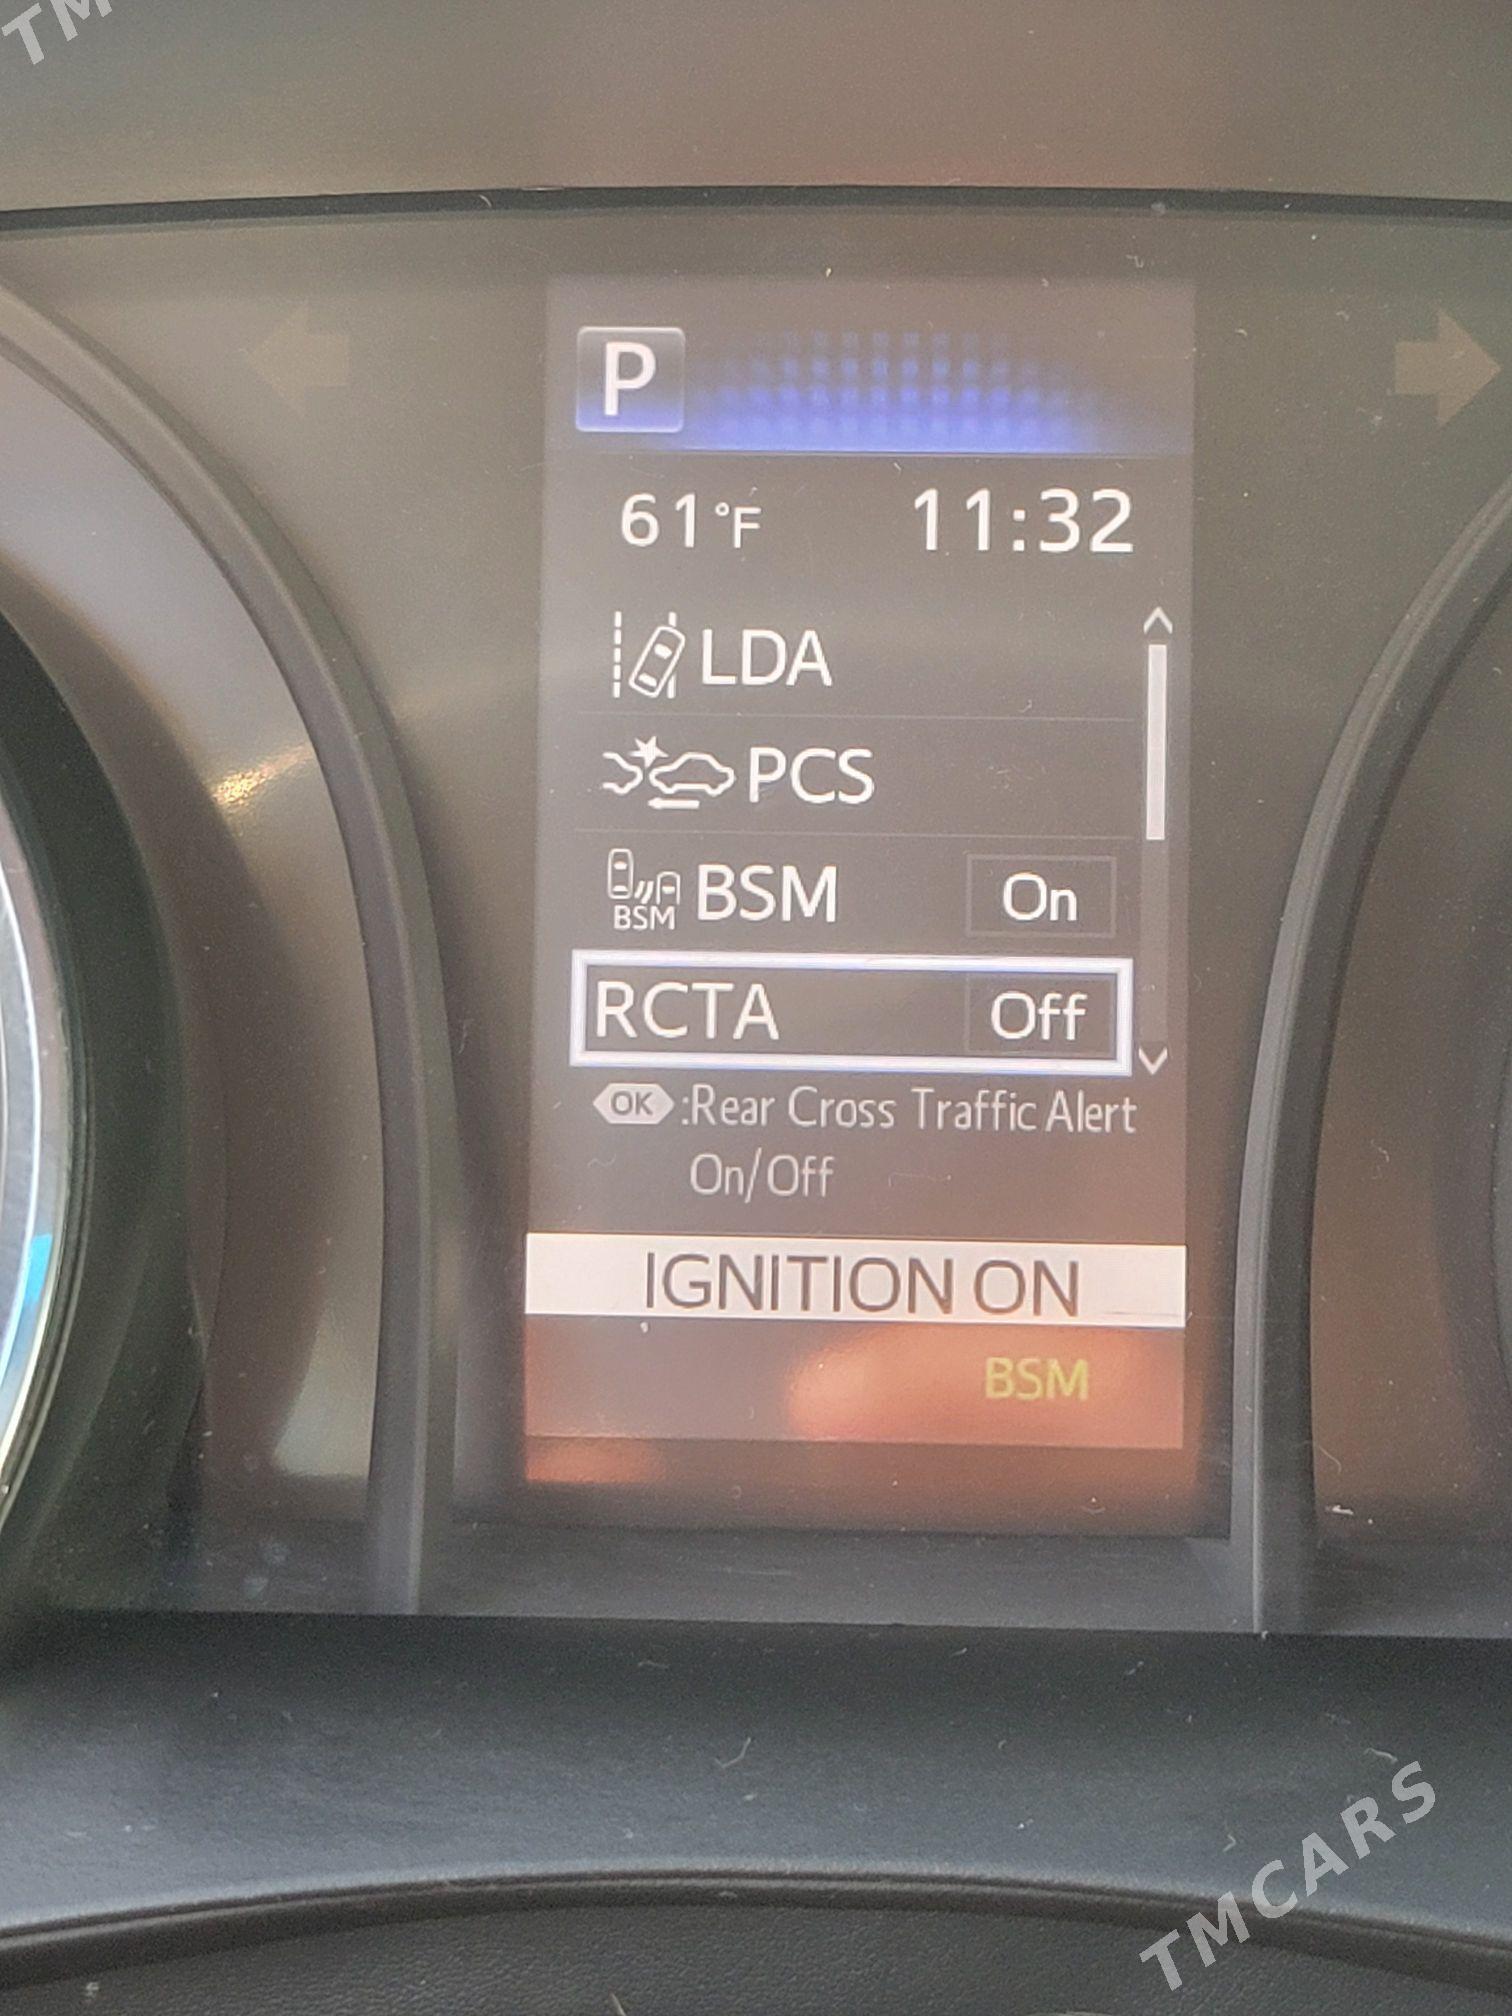 TM
P
61°F 11:32
LDA
PCS
BSM BSM On
RCTA Off
OK :Rear Cross Traffic Alert
On/Off
IGNITION ON
BSM
TMCARS